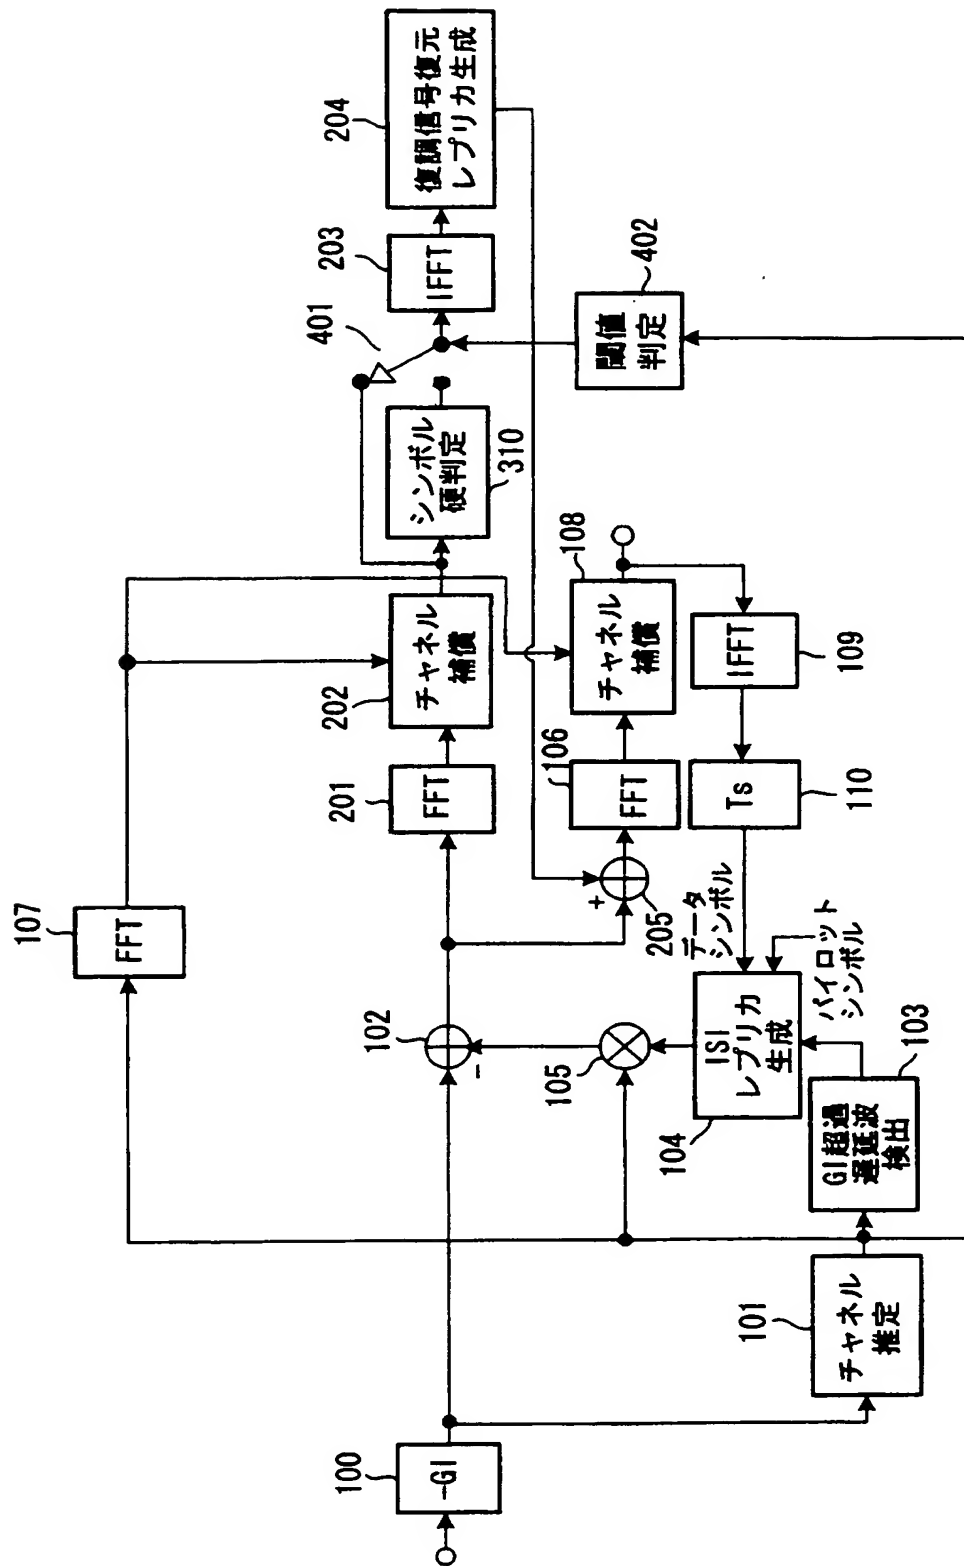 100
-GI
101
チャネル
推定
102
-
103
GI超過
遅延波
検出
104
ISI
レプリカ
生成
105
パイロット
シンボル
データ
シンボル
107
FFT
201
FFT
202
チャネル
補償
205
+
106
FFT
108
チャネル
補償
109
IFFT
110
Ts
310
シンボル
硬判定
401
402
閾値
判定
203
IFFT
204
復調信号復元
レプリカ生成